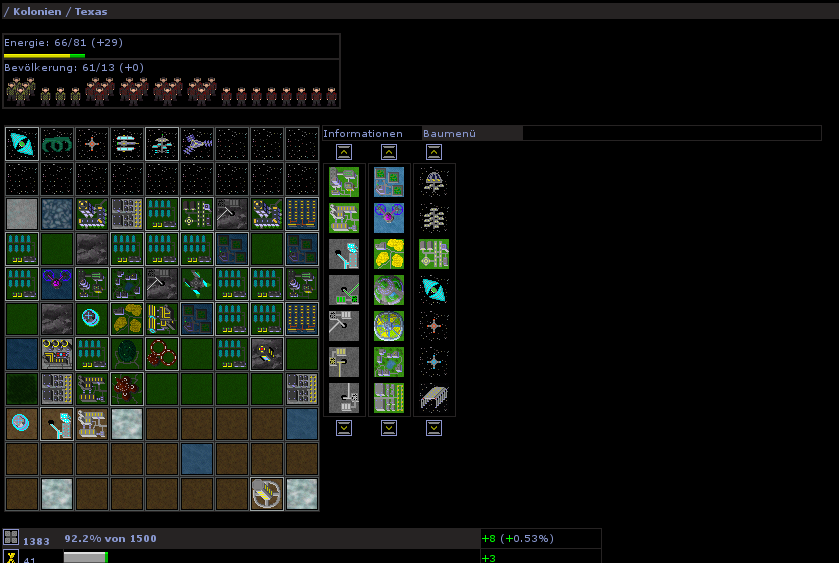 / Kolonien / Texas
Energie: 66/81 (+29)
Bevölkerung: 61/13 (+0)
Informationen Baumenü
1383 92.2% von 1500 +8 (+0.53%)
41 +3